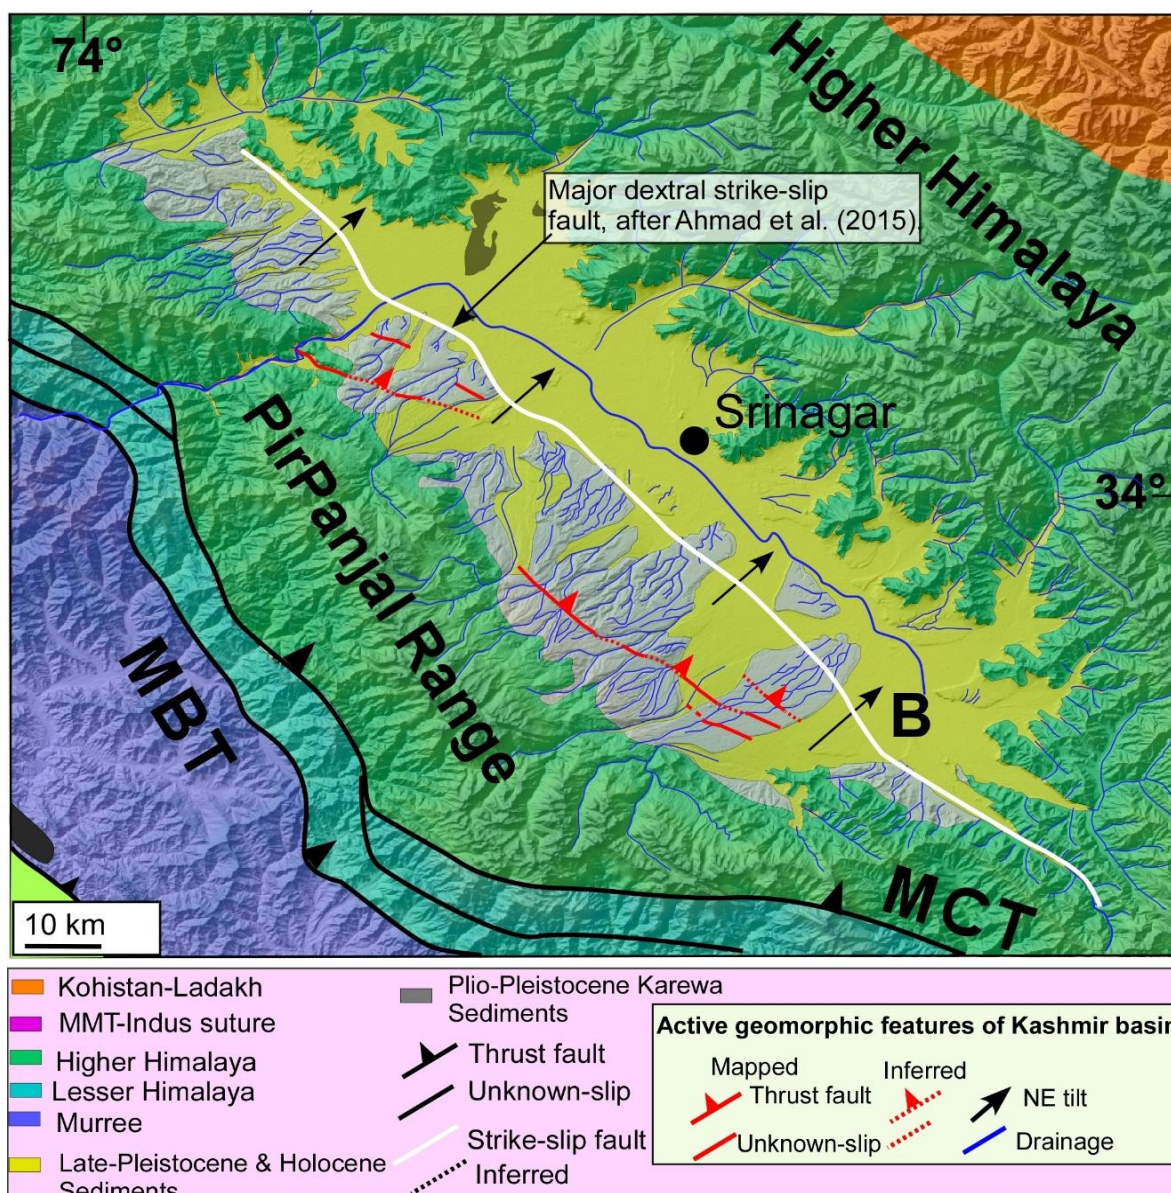 74°
Higher Himalaya
Major dextral strike-slip
fault, after Ahmad et al. (2015).
Srinagar
34°
PirPanjal Range
MBT
B
MCT
10 km
Kohistan-Ladakh
MMT-Indus suture
Higher Himalaya
Lesser Himalaya
Murree
Late-Pleistocene & Holocene
Sediments
Plio-Pleistocene Karewa
Sediments
Thrust fault
Unknown-slip
Strike-slip fault
Inferred
Active geomorphic features of Kashmir basin
Mapped
Inferred
Thrust fault
NE tilt
Unknown-slip
Drainage